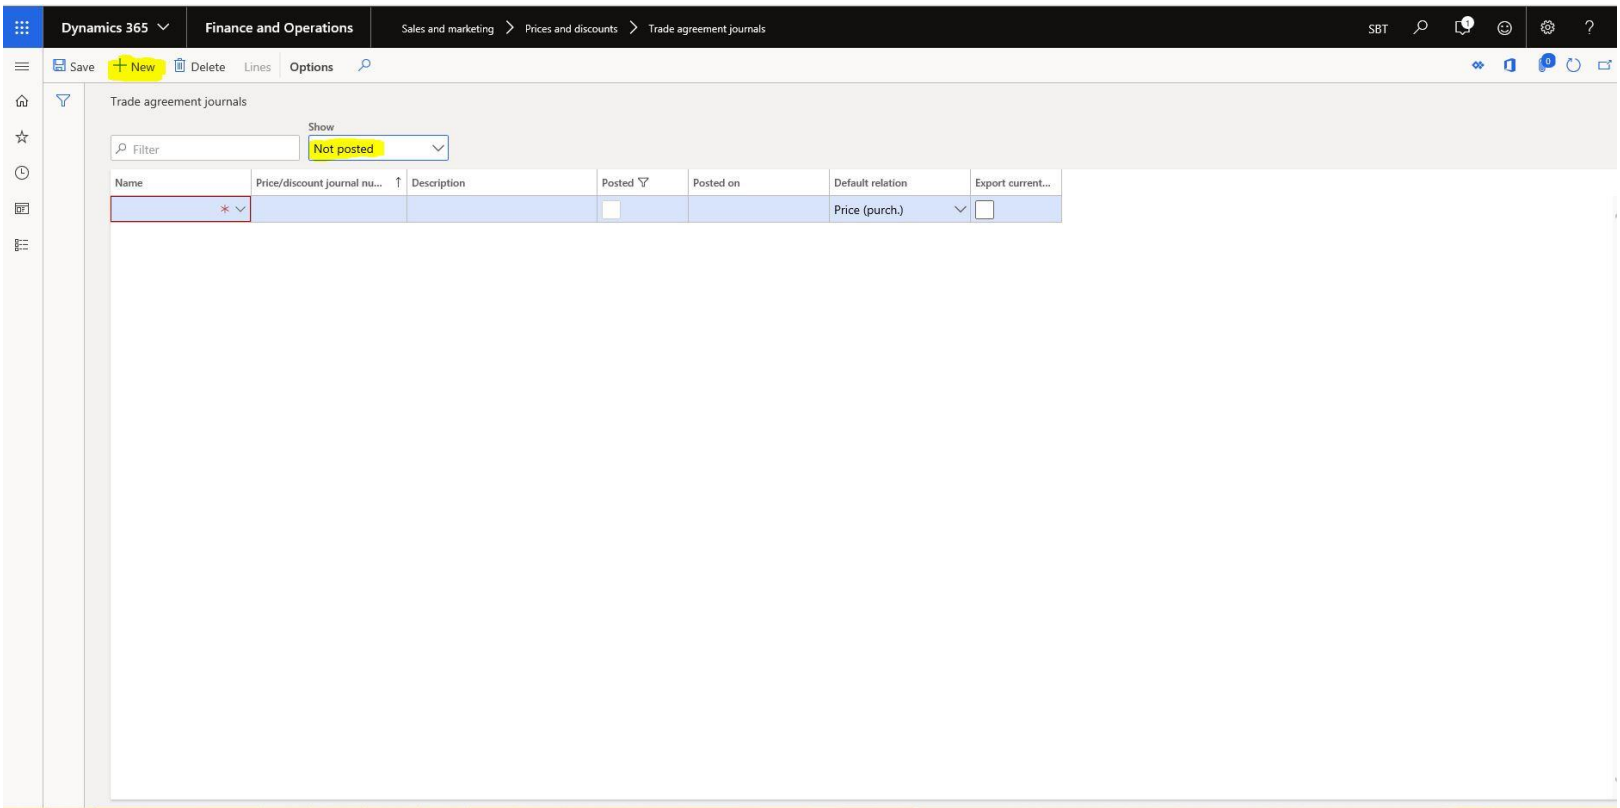 Dynamics 365 Finance and Operations Sales and marketing Prices and discounts Trade agreement journals SBT 1 ?
Save New Delete Lines Options 0
Trade agreement journals
Show
Filter Not posted
Name Price/discount journal nu... Description Posted Posted on Default relation Export current...
* Price (purch.)